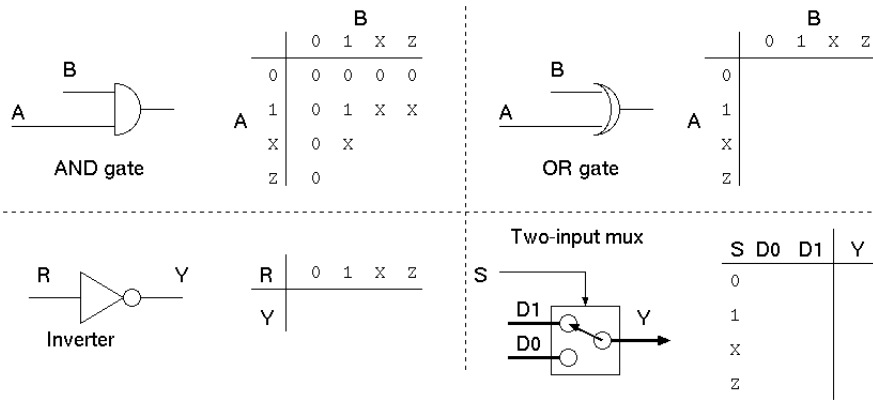 B
0 1 X Z
B
A
AND gate
A
0 0 0 0 0
1 0 1 X X
X 0 X
Z 0
B
0 1 X Z
B
A
OR gate
A
0
1
X
Z
R Y
Inverter
R 0 1 X Z
Y
Two-input mux
S
D1
D0
Y
S D0 D1 Y
0
1
X
Z